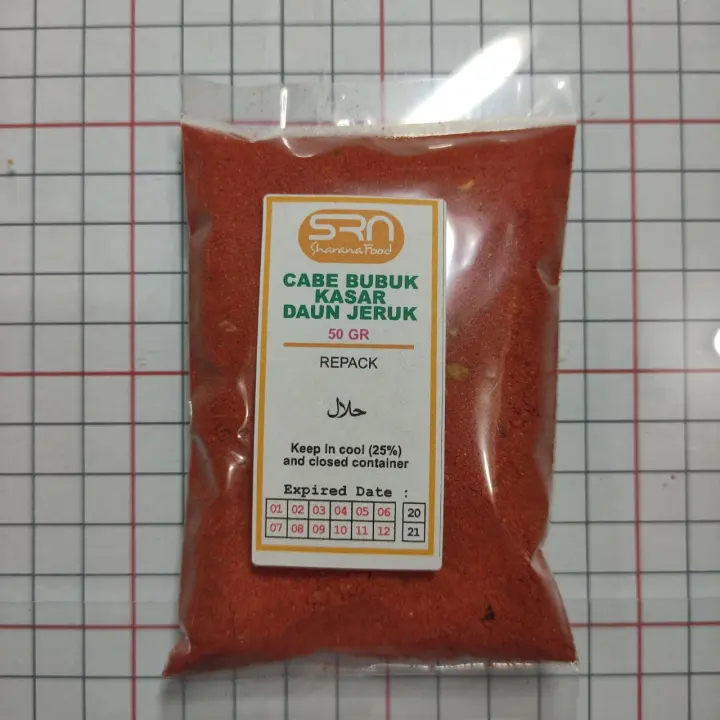 SRN
Sharana Food
CABE BUBUK
KASAR
DAUN JERUK
50 GR
REPACK
حلال
Keep in cool (25%)
and closed container
Expired Date :
01 02 03 04 05 06 20
07 08 09 10 11 12 21